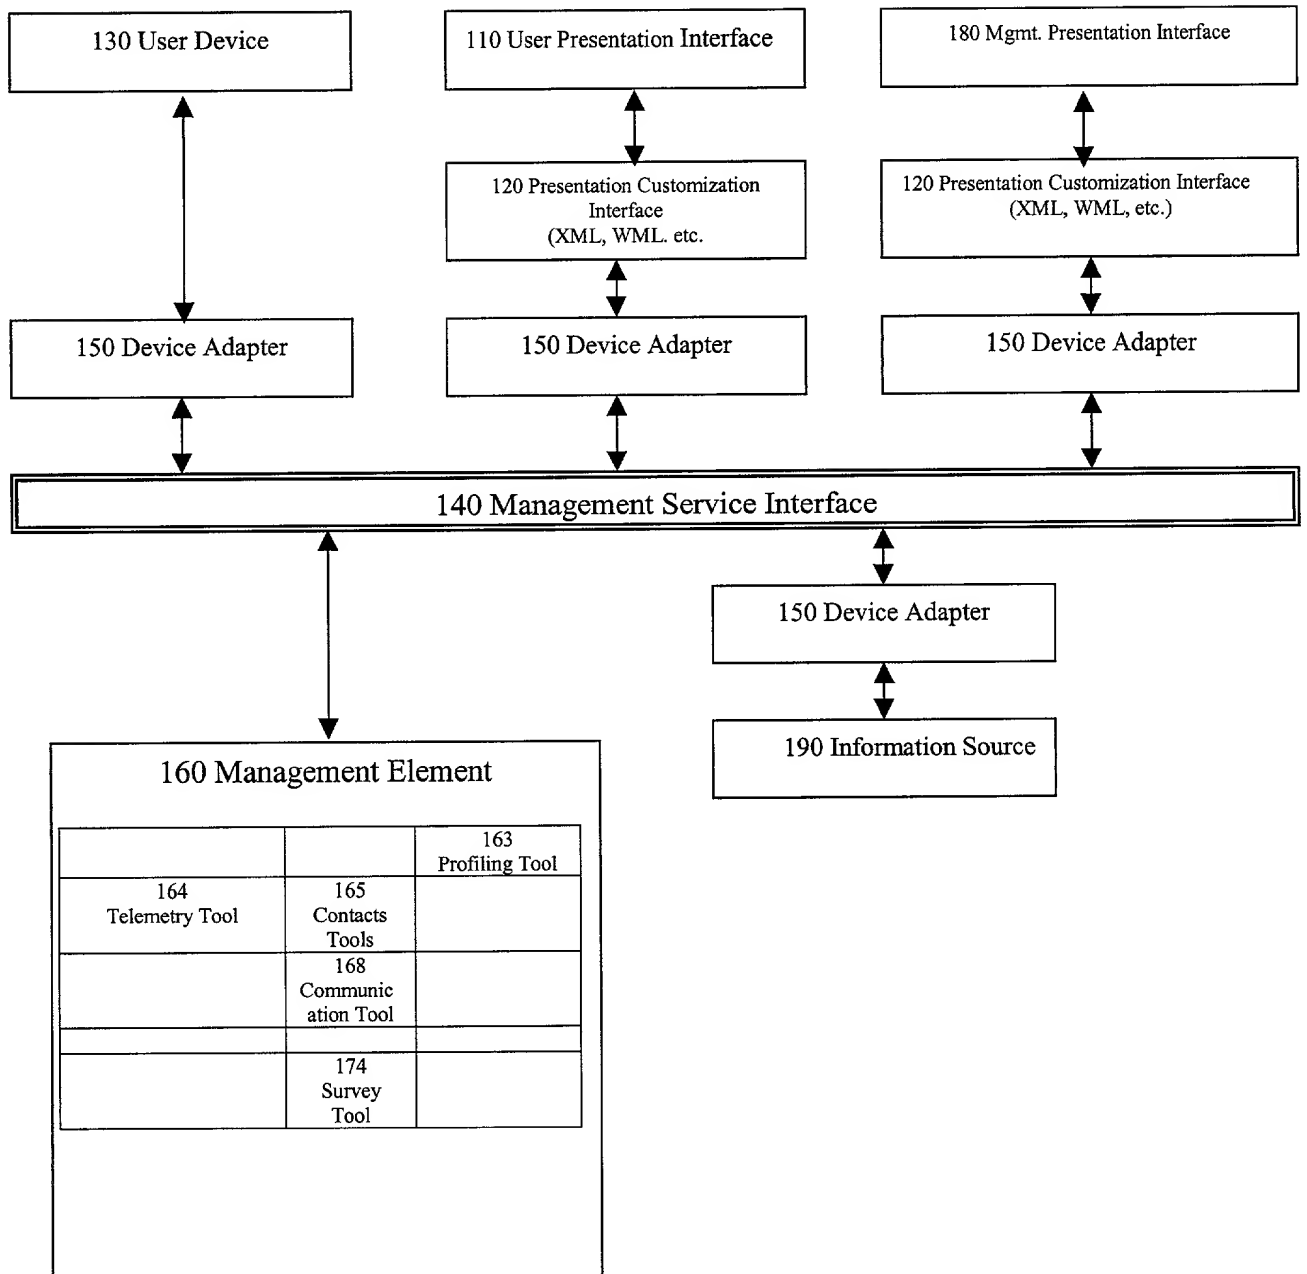 130 User Device
110 User Presentation Interface
180 Mgmt. Presentation Interface
120 Presentation Customization
Interface
(XML, WML. etc.
120 Presentation Customization Interface
(XML, WML, etc.)
150 Device Adapter
150 Device Adapter
150 Device Adapter
140 Management Service Interface
150 Device Adapter
190 Information Source
160 Management Element
163
Profiling Tool
164
Telemetry Tool
165
Contacts
Tools
168
Communic
ation Tool
174
Survey
Tool